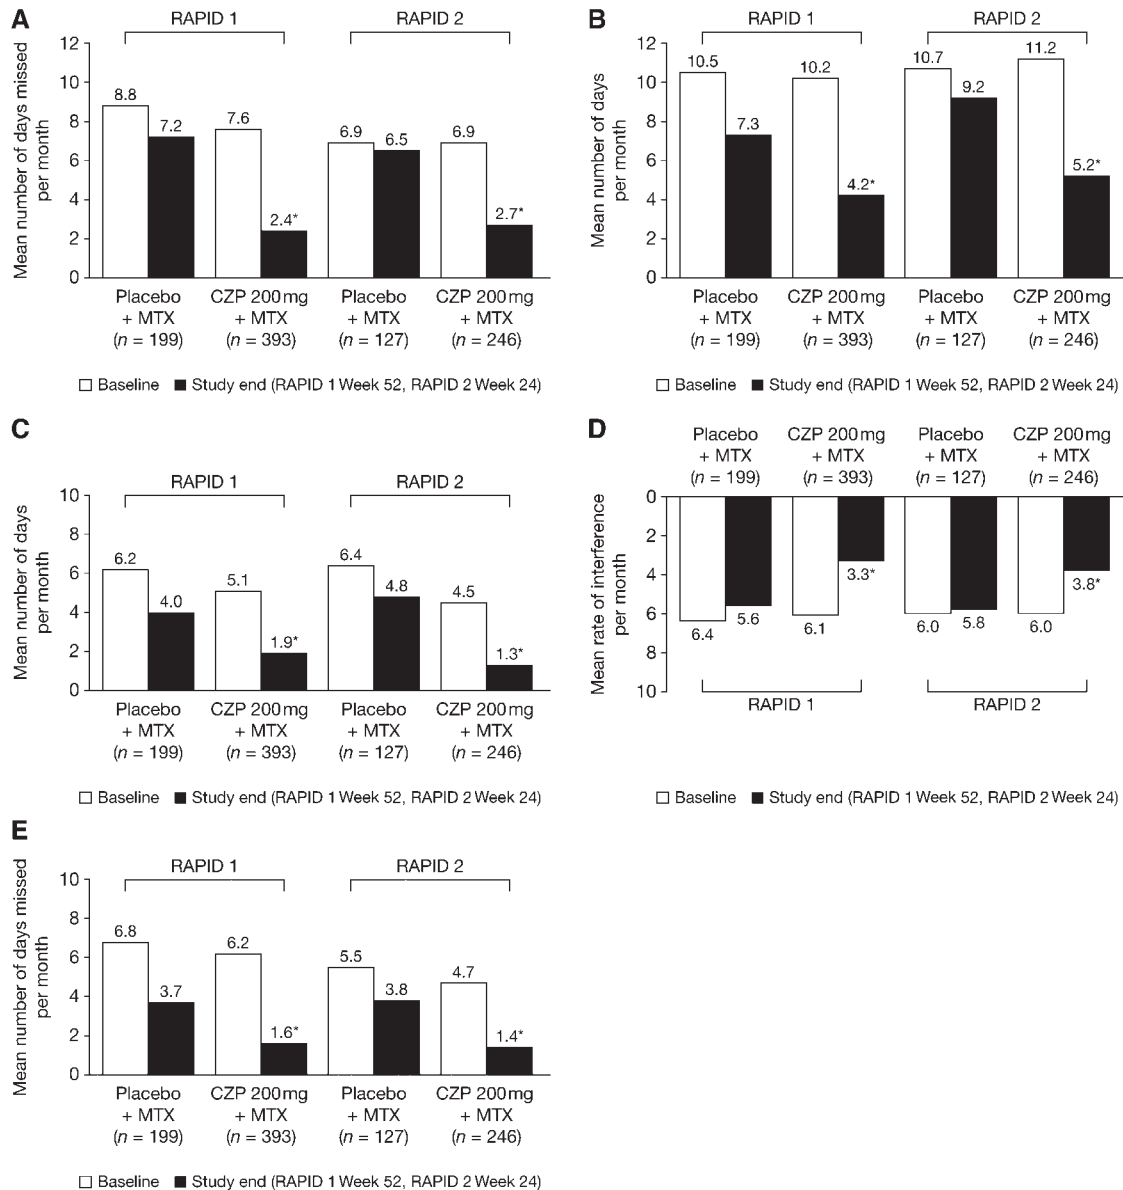 A
RAPID 1
RAPID 2
Mean number of days missed
per month
12
10
8
6
4
2
0
8.8
7.2
7.6
2.4*
6.9
6.5
6.9
2.7*
Placebo
+ MTX
(n = 199)
CZP 200 mg
+ MTX
(n = 393)
Placebo
+ MTX
(n = 127)
CZP 200 mg
+ MTX
(n = 246)
Baseline
Study end (RAPID 1 Week 52, RAPID 2 Week 24)
B
RAPID 1
RAPID 2
Mean number of days
per month
12
10
8
6
4
2
0
10.5
7.3
10.2
4.2*
10.7
9.2
11.2
5.2*
Placebo
+ MTX
(n = 199)
CZP 200 mg
+ MTX
(n = 393)
Placebo
+ MTX
(n = 127)
CZP 200 mg
+ MTX
(n = 246)
Baseline
Study end (RAPID 1 Week 52, RAPID 2 Week 24)
C
RAPID 1
RAPID 2
Mean number of days
per month
10
8
6
4
2
0
6.2
4.0
5.1
1.9*
6.4
4.8
4.5
1.3*
Placebo
+ MTX
(n = 199)
CZP 200 mg
+ MTX
(n = 393)
Placebo
+ MTX
(n = 127)
CZP 200 mg
+ MTX
(n = 246)
Baseline
Study end (RAPID 1 Week 52, RAPID 2 Week 24)
D
Placebo
+ MTX
(n = 199)
CZP 200 mg
+ MTX
(n = 393)
Placebo
+ MTX
(n = 127)
CZP 200 mg
+ MTX
(n = 246)
Mean rate of interference
per month
0
2
4
6
8
10
6.4
5.6
6.1
3.3*
6.0
5.8
6.0
3.8*
RAPID 1
RAPID 2
Baseline
Study end (RAPID 1 Week 52, RAPID 2 Week 24)
E
RAPID 1
RAPID 2
Mean number of days missed
per month
10
8
6
4
2
0
6.8
3.7
6.2
1.6*
5.5
3.8
4.7
1.4*
Placebo
+ MTX
(n = 199)
CZP 200 mg
+ MTX
(n = 393)
Placebo
+ MTX
(n = 127)
CZP 200 mg
+ MTX
(n = 246)
Baseline
Study end (RAPID 1 Week 52, RAPID 2 Week 24)